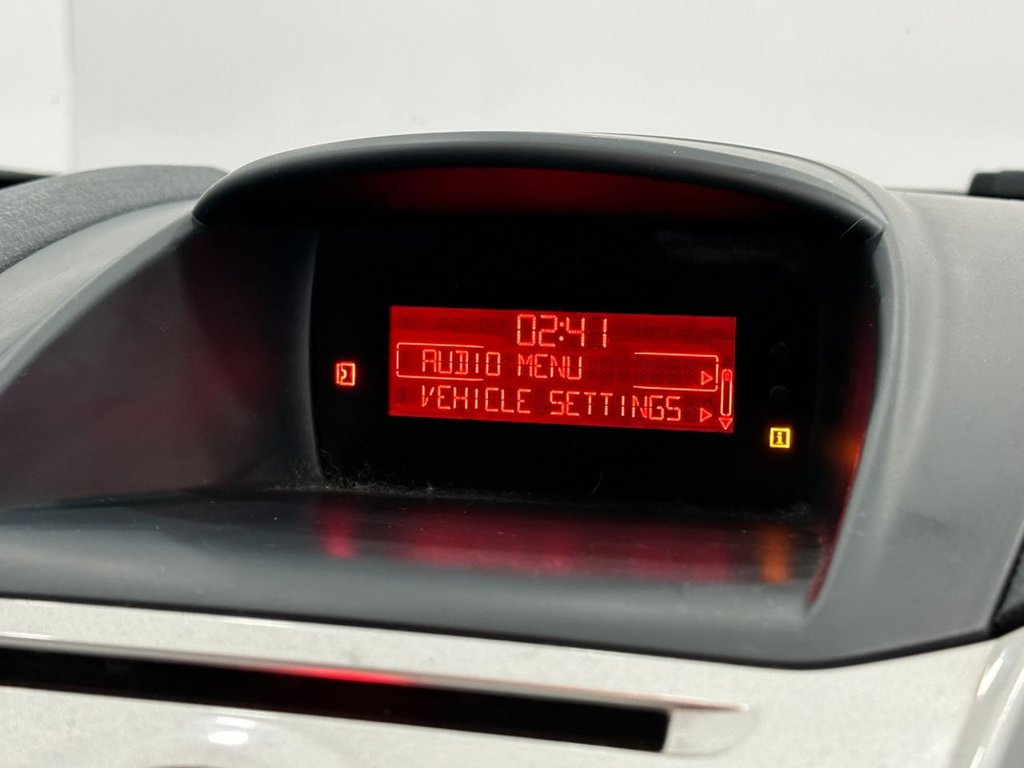 02:41
AUDIO MENU
VEHICLE SETTINGS
i